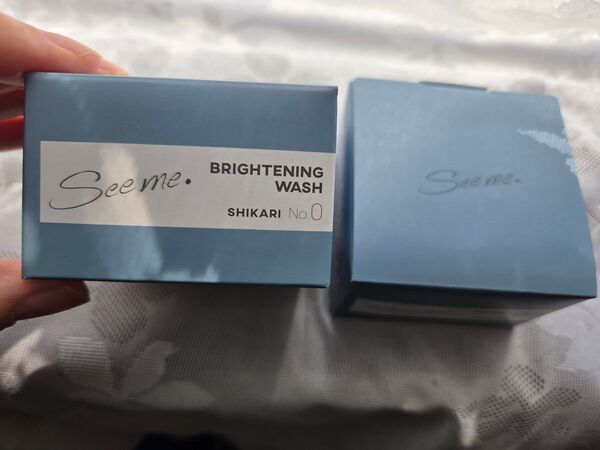 See me.
BRIGHTENING
WASH
SHIKARI No.0
See me.